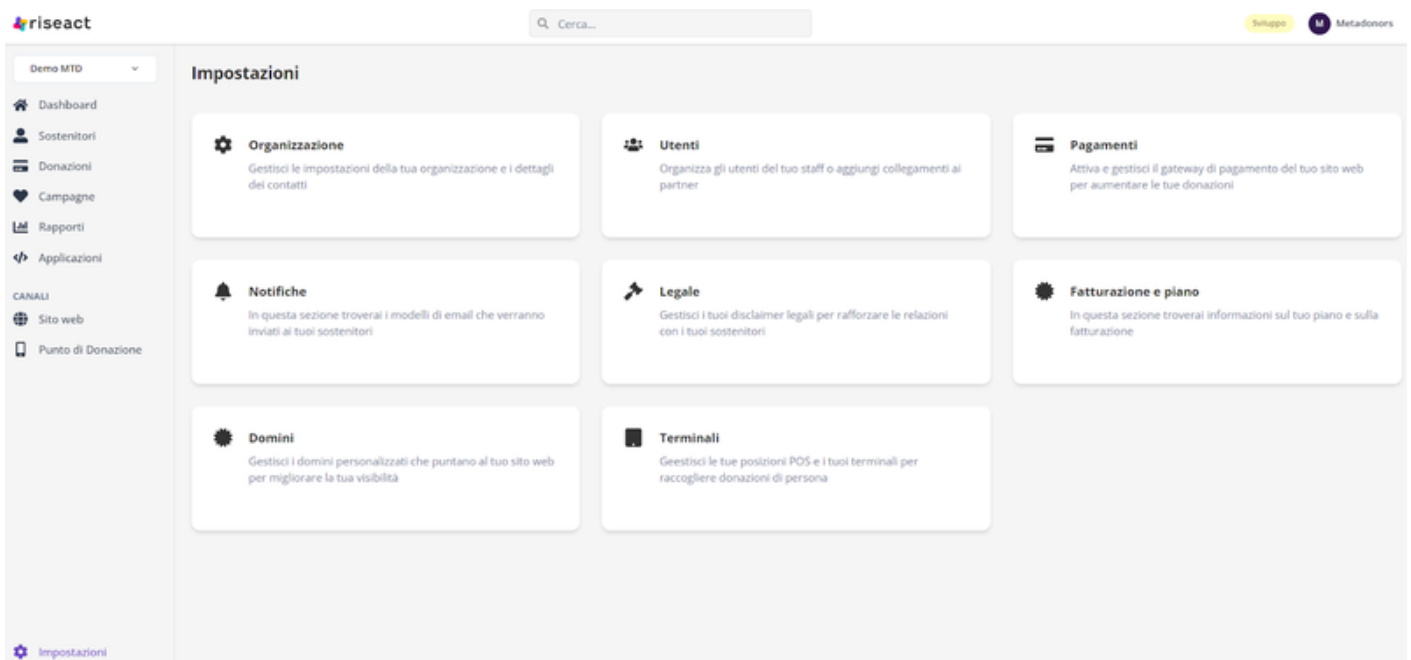 riseact
Cerca...
Sviluppo
M
Metadonors
Demo MTD
Dashboard
Sostenitori
Donazioni
Campagne
Rapporti
Applicazioni
CANALI
Sito web
Punto di Donazione
Impostazioni
Impostazioni
Organizzazione
Gestisci le impostazioni della tua organizzazione e i dettagli
dei contatti
Utenti
Organizza gli utenti del tuo staff o aggiungi collegamenti ai
partner
Pagamenti
Attiva e gestisci il gateway di pagamento del tuo sito web
per aumentare le tue donazioni
Notifiche
In questa sezione troverai i modelli di email che verranno
inviati ai tuoi sostenitori
Legale
Gestisci i tuoi disclaimer legali per rafforzare le relazioni
con i tuoi sostenitori
Fatturazione e piano
In questa sezione troverai informazioni sul tuo piano e sulla
fatturazione
Domini
Gestisci i domini personalizzati che puntano al tuo sito web
per migliorare la tua visibilità
Terminali
Geestisci le tue posizioni POS e i tuoi terminali per
raccogliere donazioni di persona